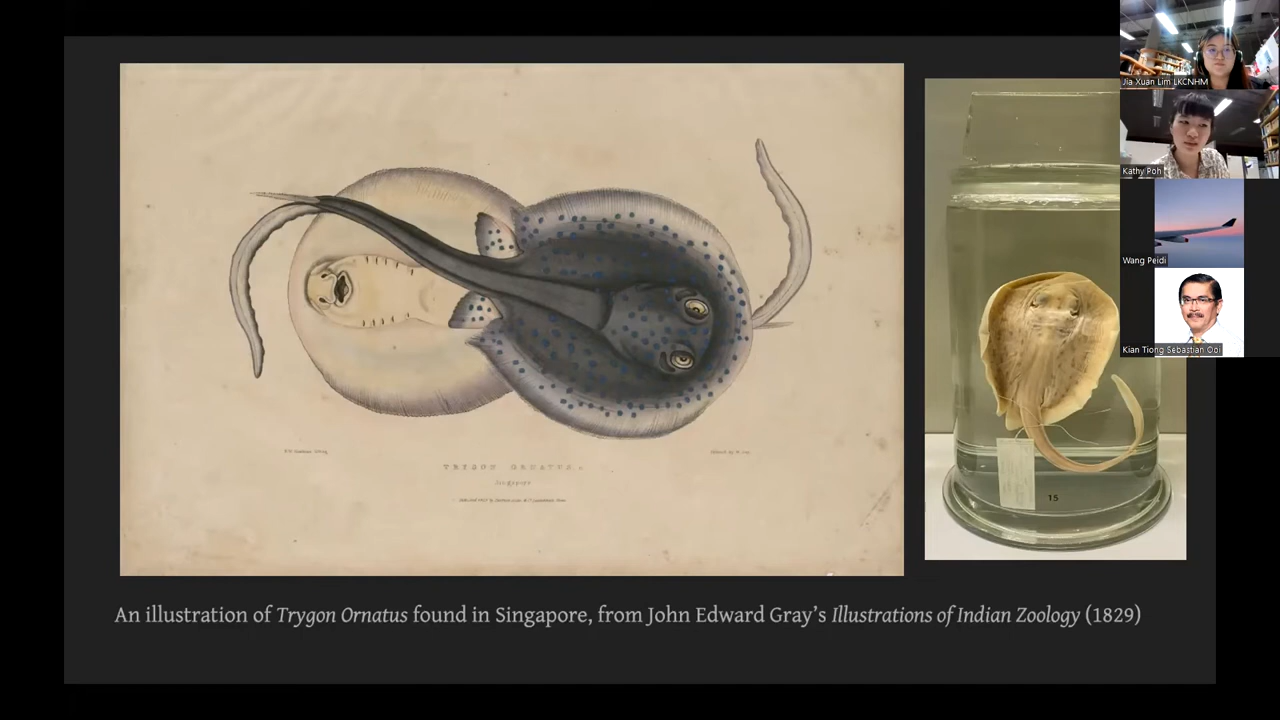 Jia Xuan Lim LKCNHM
Kathy Poh
Wang Peidi
Kian Tiong Sebastian Ooi
TRYGON ORNATUS.
Singapore
15
An illustration of Trygon Ornatus found in Singapore, from John Edward Gray’s Illustrations of Indian Zoology (1829)